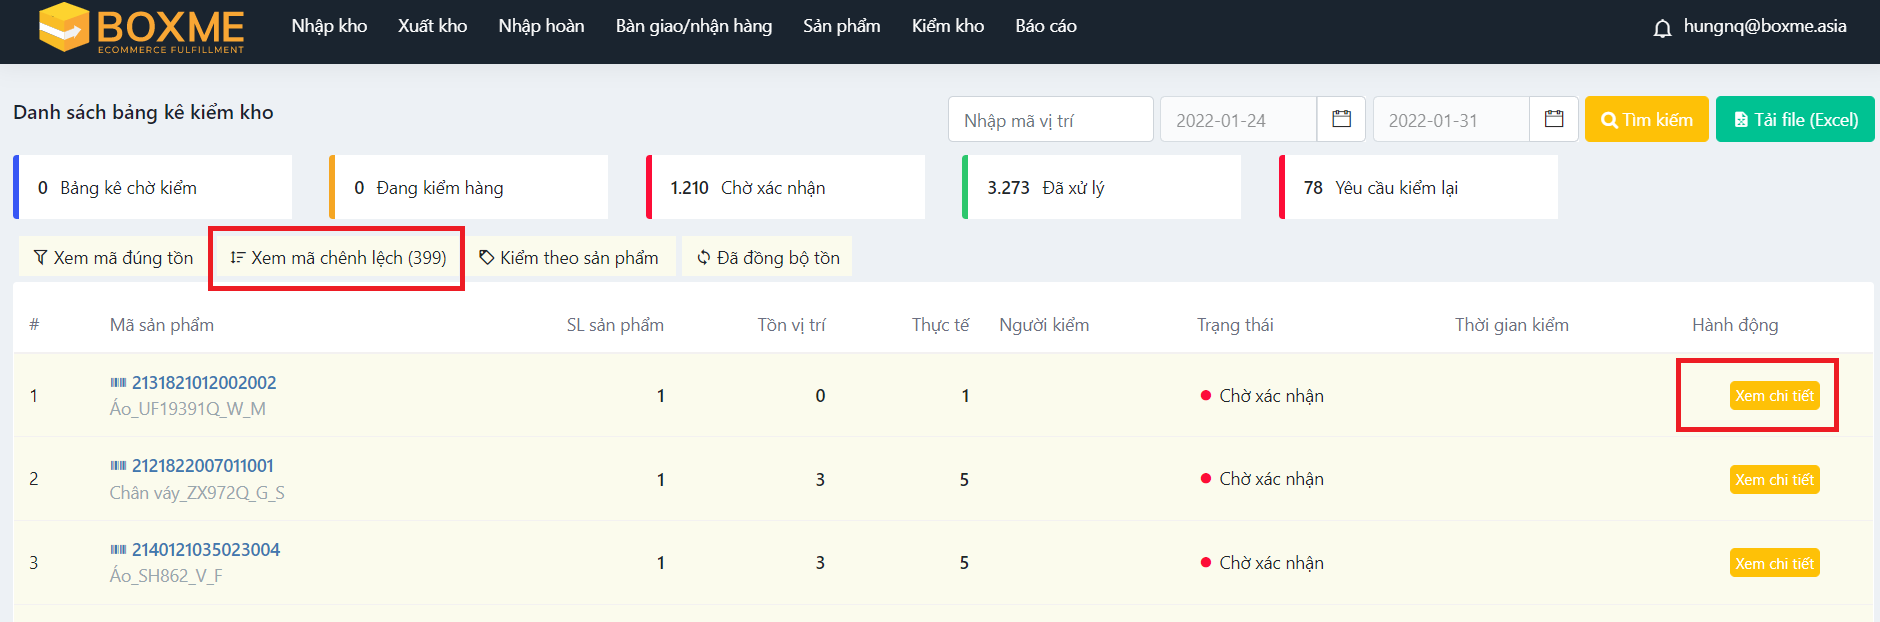 BOXME
ECOMMERCE FULFILLMENT
Nhập kho Xuất kho Nhập hoàn Bàn giao/nhận hàng Sản phẩm Kiểm kho Báo cáo hungnq@boxme.asia
Danh sách bảng kê kiểm kho Nhập mã vị trí 2022-01-24 2022-01-31 Tìm kiếm Tải file (Excel)
0 Bảng kê chờ kiểm 0 Đang kiểm hàng 1.210 Chờ xác nhận 3.273 Đã xử lý 78 Yêu cầu kiểm lại
Xem mã đúng tồn Xem mã chênh lệch (399) Kiểm theo sản phẩm Đã đồng bộ tồn
# Mã sản phẩm SL sản phẩm Tồn vị trí Thực tế Người kiểm Trạng thái Thời gian kiểm Hành động
1 2131821012002002 1 0 1 Chờ xác nhận Xem chi tiết
Áo_UF19391Q_W_M
2 2121822007011001 1 3 5 Chờ xác nhận Xem chi tiết
Chân váy_ZX972Q_G_S
3 2140121035023004 1 3 5 Chờ xác nhận Xem chi tiết
Áo_SH862_V_F